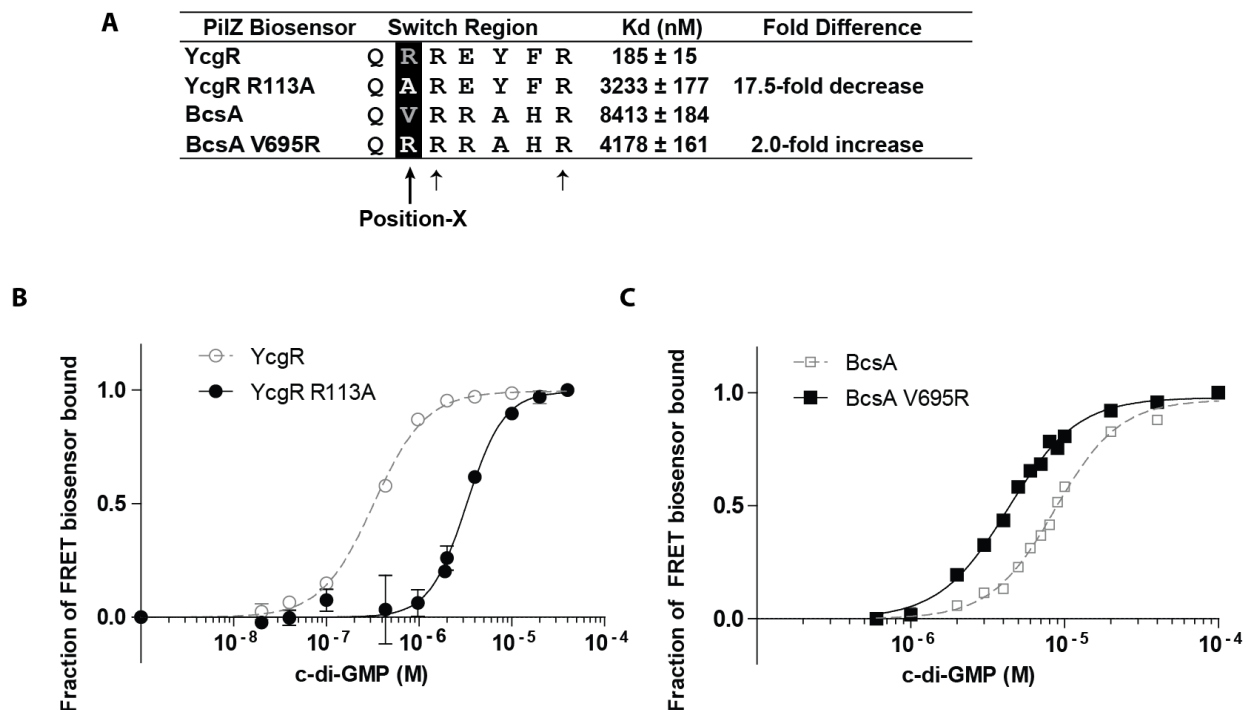 A
PilZ Biosensor Switch Region Kd (nM) Fold Difference
YcgR Q R R E Y F R 185 ± 15
YcgR R113A Q A R E Y F R 3233 ± 177 17.5-fold decrease
BcsA Q V R R A H R 8413 ± 184
BcsA V695R Q R R R A H R 4178 ± 161 2.0-fold increase
Position-X
B
YcgR
YcgR R113A
Fraction of FRET biosensor bound
1.0
0.5
0.0
10-8 10-7 10-6 10-5 10-4
c-di-GMP (M)
C
BcsA
BcsA V695R
Fraction of FRET biosensor bound
1.0
0.5
0.0
10-6 10-5 10-4
c-di-GMP (M)